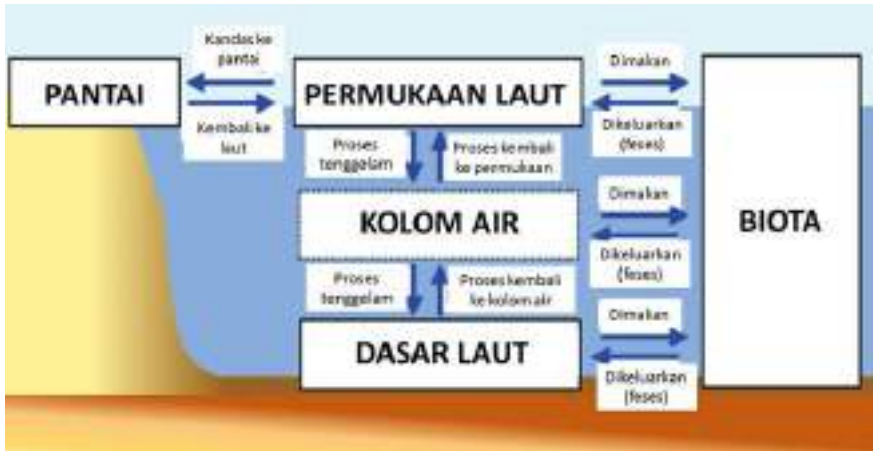 Kandas ke
pantai
PANTAI
Kembali ke
laut
PERMUKAAN LAUT
Dimakan
Dikeluarkan
(feses)
Proses
tenggelam
Proses kembali
ke permukaan
KOLOM AIR
Dimakan
Dikeluarkan
(feses)
BIOTA
Proses
tenggelam
Proses kembali
ke kolom air
DASAR LAUT
Dimakan
Dikeluarkan
(feses)